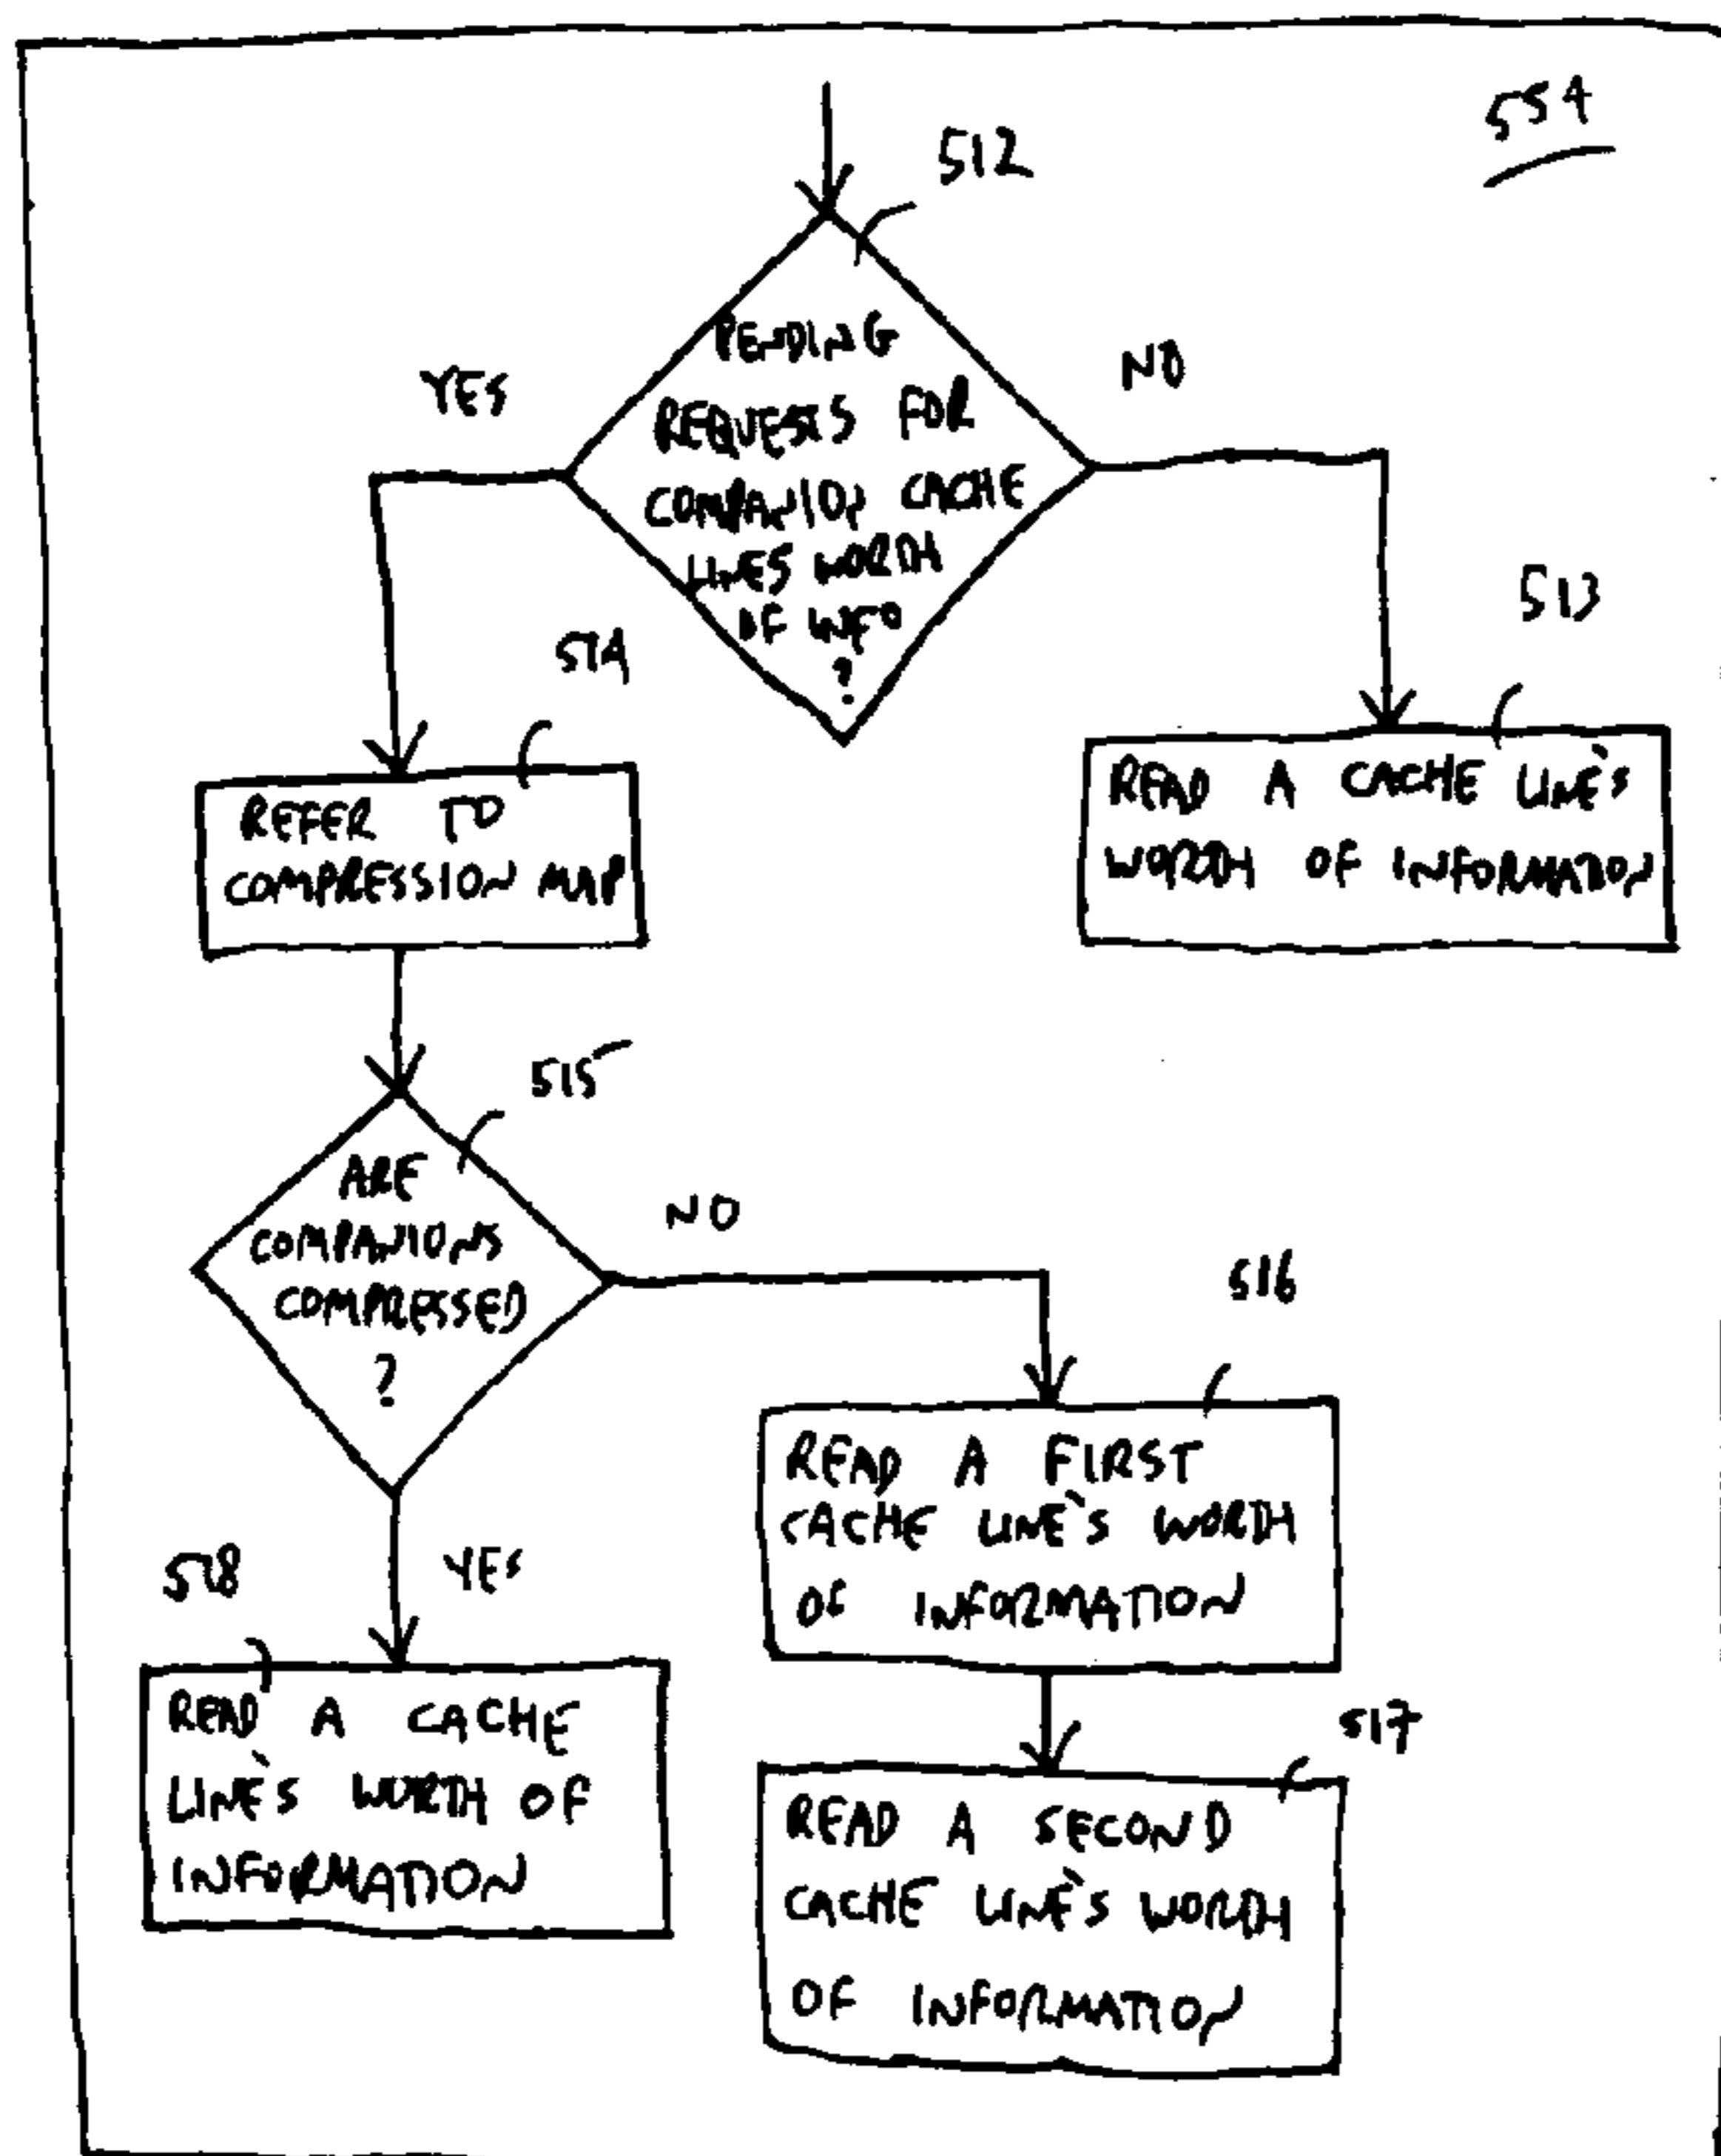 554
512
PENDING
REQUESTS FOR
COMPANION CACHE
LINES WORTH
OF INFO
?
YES
NO
514
513
REFER TO
COMPRESSION MAP
READ A CACHE LINE'S
WORTH OF INFORMATION
515
ARE
COMPANIONS
COMPRESSED
?
NO
516
READ A FIRST
CACHE LINE'S WORTH
OF INFORMATION
518
YES
READ A CACHE
LINE'S WORTH OF
INFORMATION
517
READ A SECOND
CACHE LINE'S WORTH
OF INFORMATION